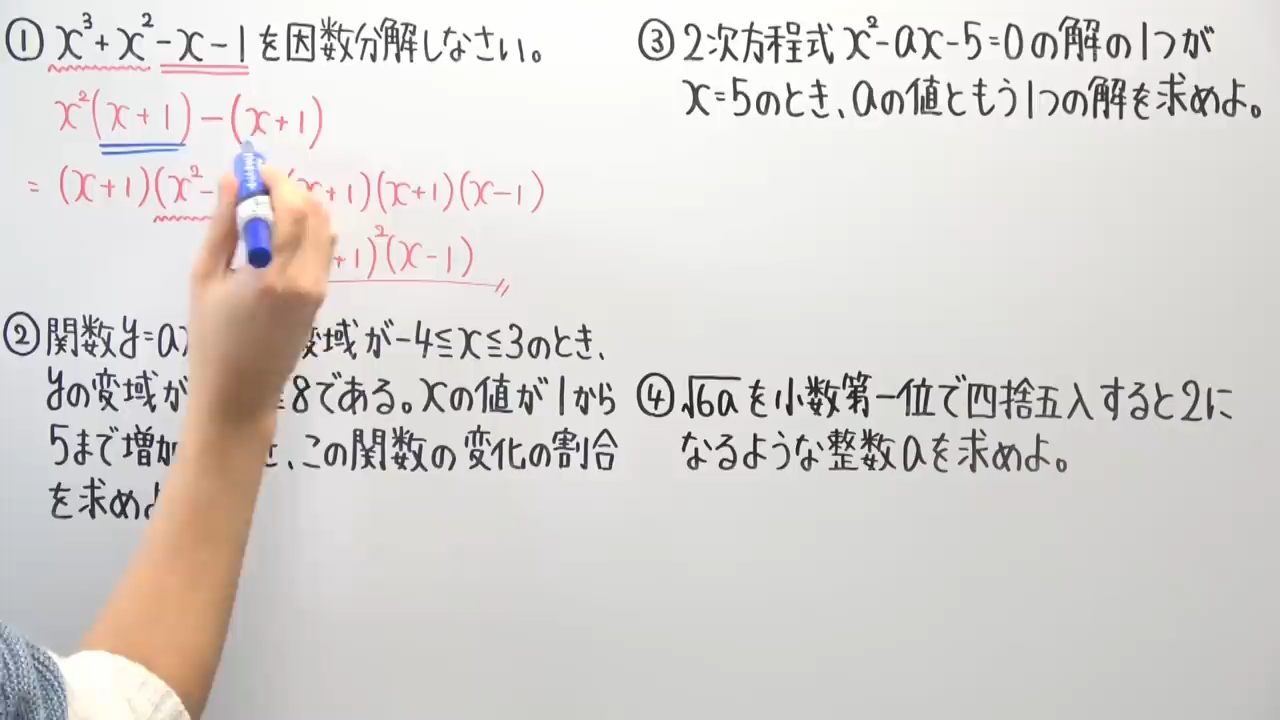 ① x³+x²-x-1を因数分解しなさい。
x²(x+1)-(x+1)
=(x+1)(x²- x+1)(x+1)(x-1)
+1)²(x-1)
② 関数y=a 変域が-4≦x≦3のとき、
yの変域が ≦8である。xの値が1から
5まで増加 、この関数の変化の割合
を求めよ
③ 2次方程式x²-ax-5=0の解の1つが
x=5のとき、aの値ともう1つの解を求めよ。
④ √6aを小数第一位で四捨五入すると2に
なるような整数aを求めよ。